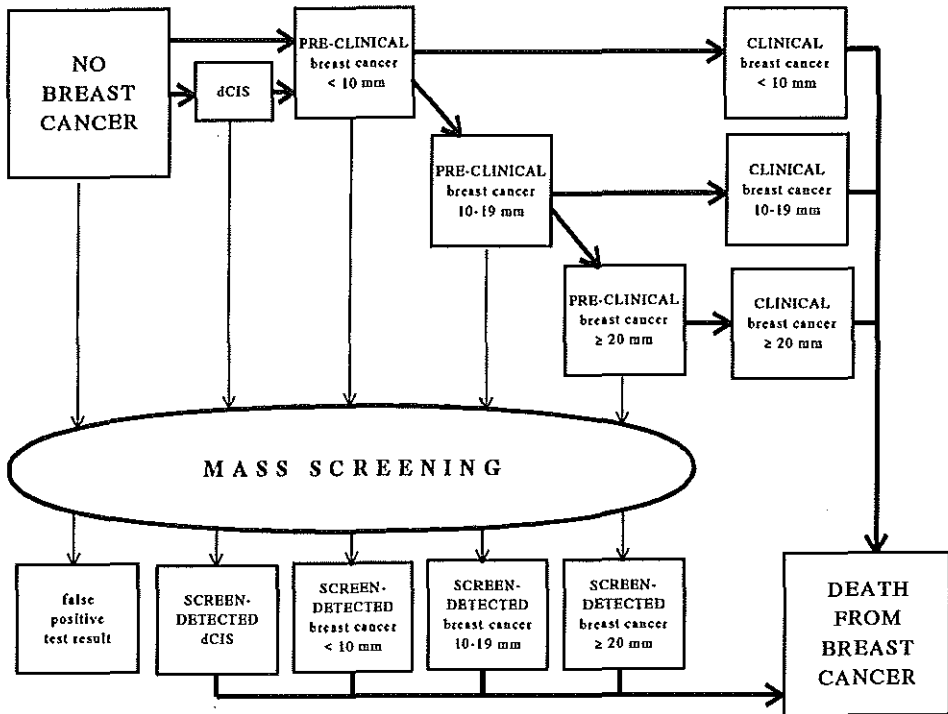 NO
BREAST
CANCER
dCIS
PRE-CLINICAL
breast cancer
< 10 mm
CLINICAL
breast cancer
< 10 mm
PRE-CLINICAL
breast cancer
10-19 mm
CLINICAL
breast cancer
10-19 mm
PRE-CLINICAL
breast cancer
≥ 20 mm
CLINICAL
breast cancer
≥ 20 mm
MASS SCREENING
false
positive
test result
SCREEN-
DETECTED
dCIS
SCREEN-
DETECTED
breast cancer
< 10 mm
SCREEN-
DETECTED
breast cancer
10-19 mm
SCREEN-
DETECTED
breast cancer
≥ 20 mm
DEATH
FROM
BREAST
CANCER